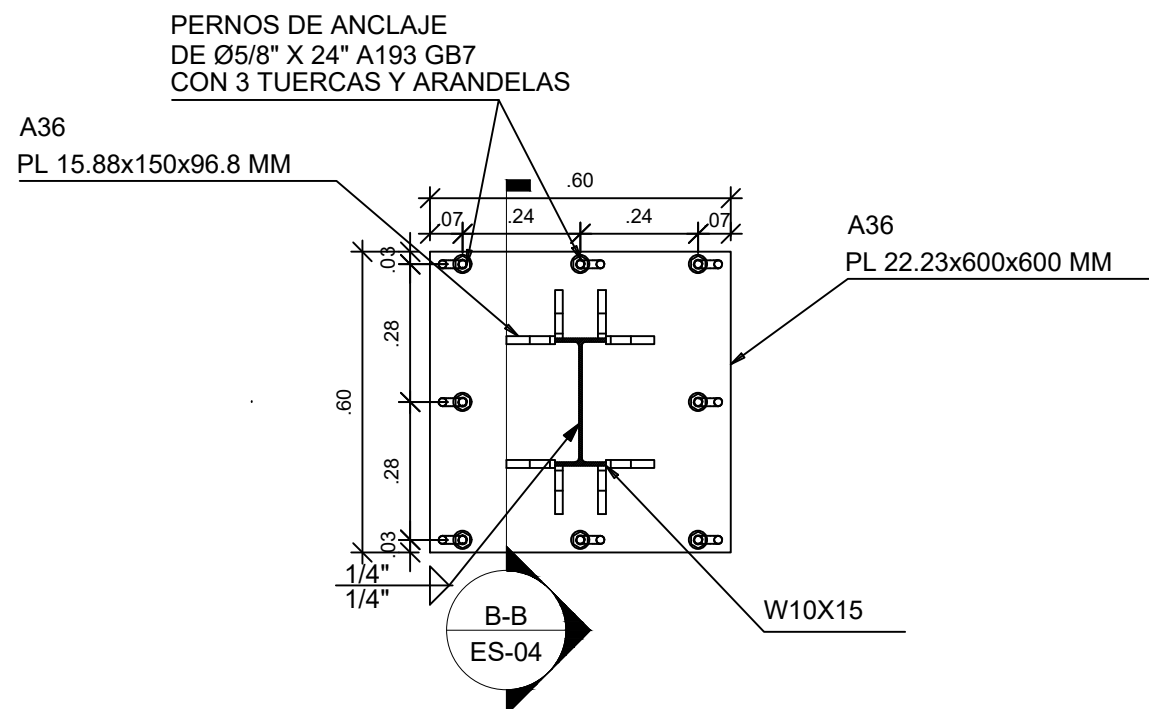 PERNOS DE ANCLAJE
DE Ø5/8" X 24" A193 GB7
CON 3 TUERCAS Y ARANDELAS
A36
PL 15.88x150x96.8 MM
.60
.07
.24
.24
.07
A36
PL 22.23x600x600 MM
.03
.28
.60
.28
.03
1/4"
1/4"
B-B
ES-04
W10X15